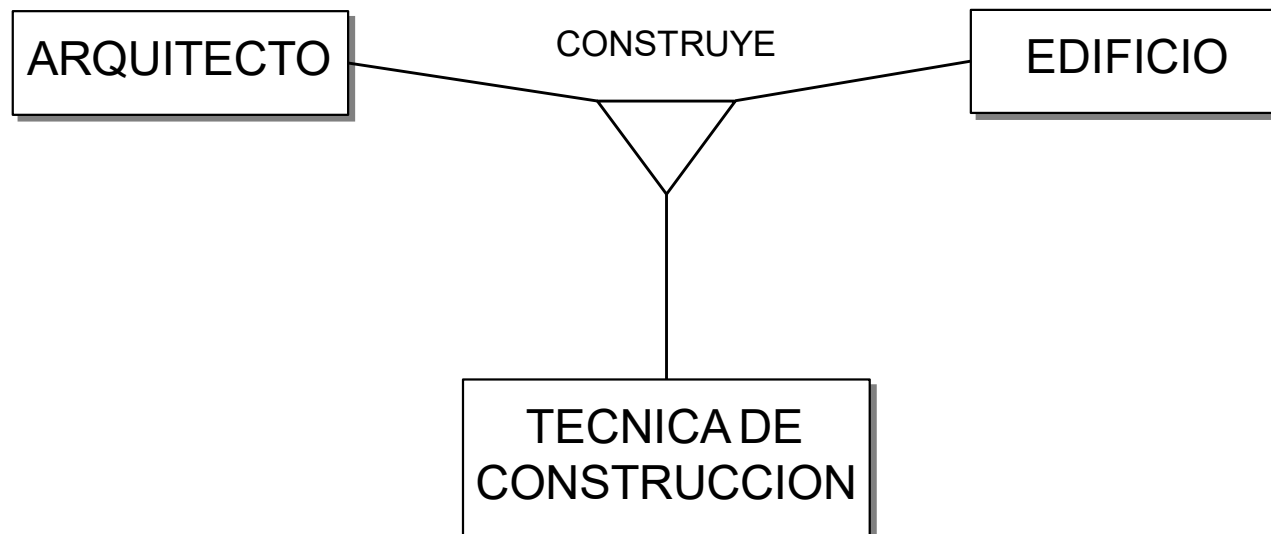 ARQUITECTO
CONSTRUYE
EDIFICIO
TECNICA DE
CONSTRUCCION